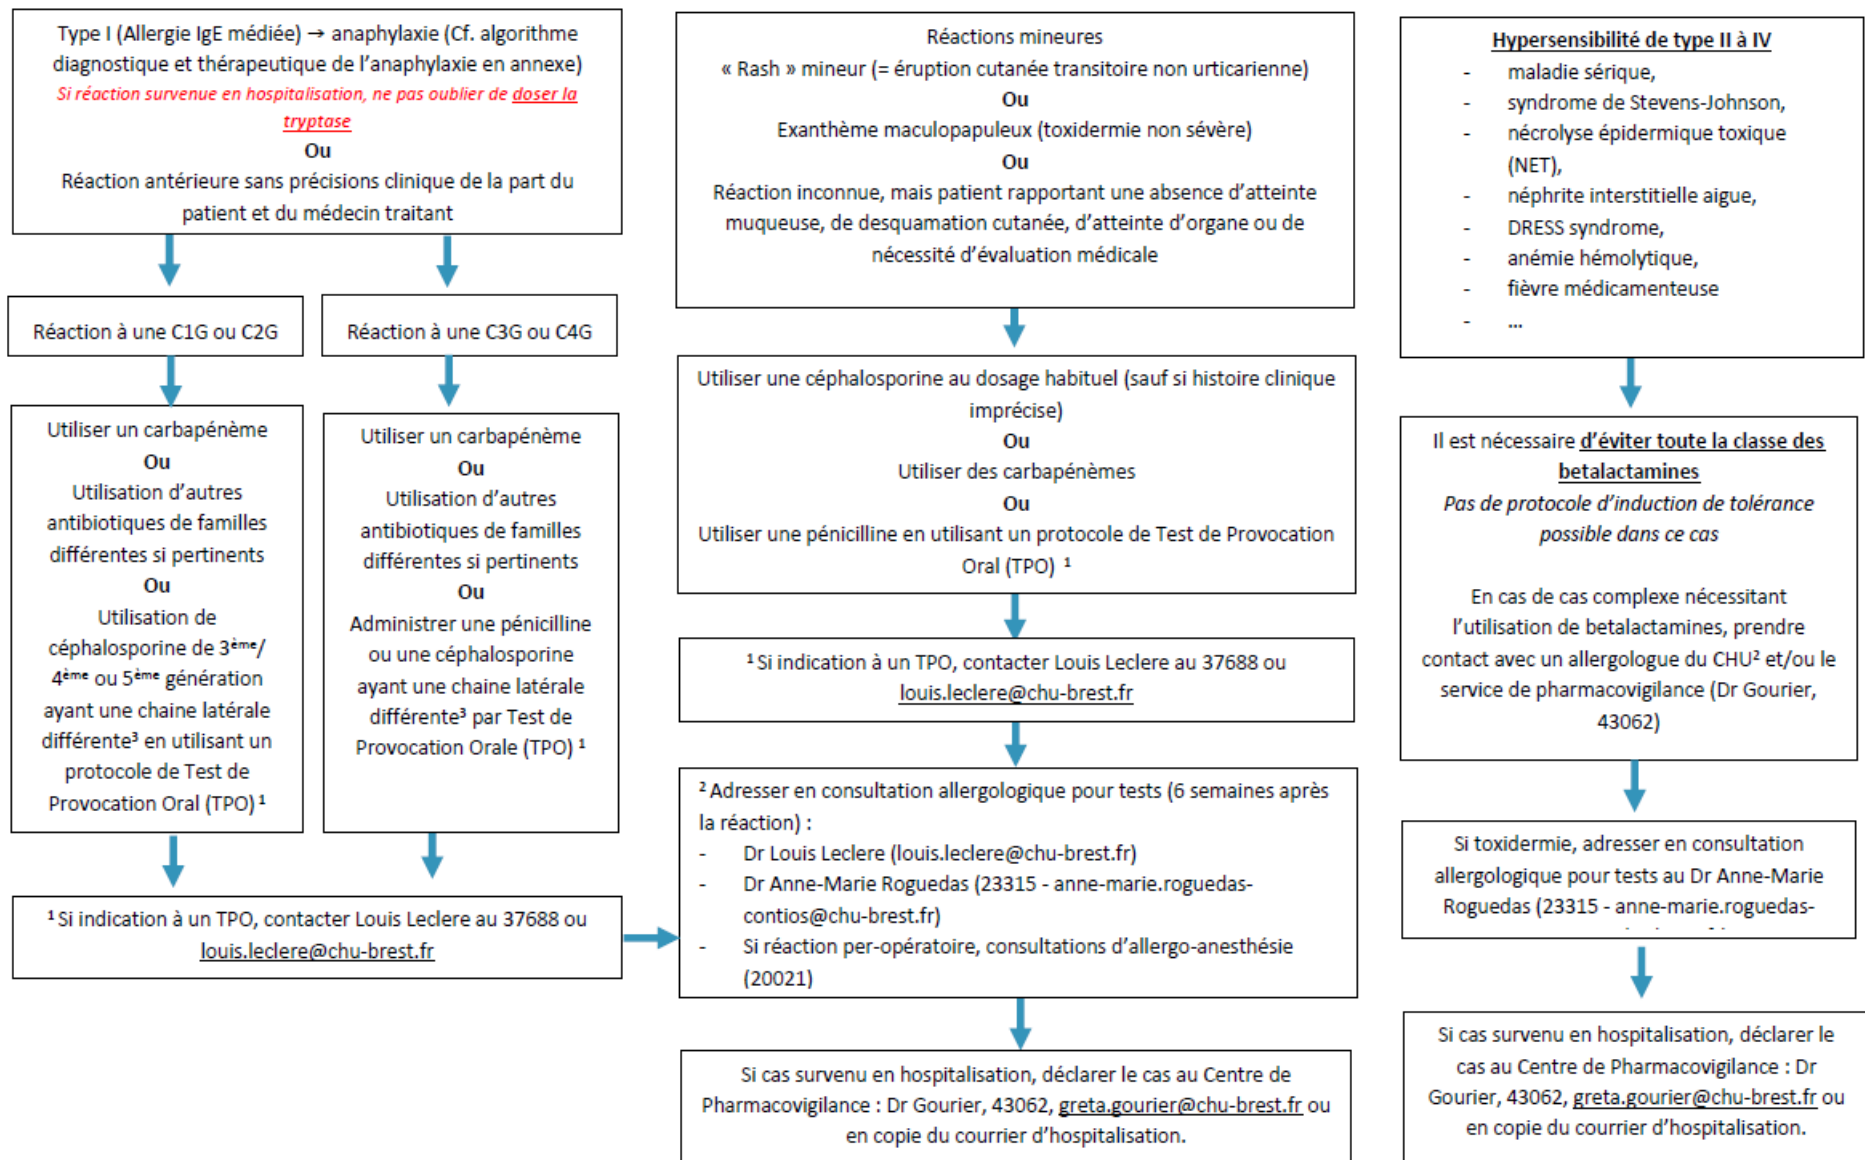 Type I (Allergie IgE médiée) → anaphylaxie (Cf. algorithme
diagnostique et thérapeutique de l'anaphylaxie en annexe)
Si réaction survenue en hospitalisation, ne pas oublier de doser la
tryptase
Ou
Réaction antérieure sans précisions clinique de la part du
patient et du médecin traitant
Réaction à une C1G ou C2G
Réaction à une C3G ou C4G
Utiliser un carbapénème
Ou
Utilisation d'autres
antibiotiques de familles
différentes si pertinents
Ou
Utilisation de
céphalosporine de 3ème/
4ème ou 5ème génération
ayant une chaine latérale
différente³ en utilisant un
protocole de Test de
Provocation Oral (TPO) ¹
Utiliser un carbapénème
Ou
Utilisation d'autres
antibiotiques de familles
différentes si pertinents
Ou
Administrer une pénicilline
ou une céphalosporine
ayant une chaine latérale
différente³ par Test de
Provocation Orale (TPO) ¹
¹ Si indication à un TPO, contacter Louis Leclere au 37688 ou
louis.leclere@chu-brest.fr
Réactions mineures
« Rash » mineur (= éruption cutanée transitoire non urticarienne)
Ou
Exanthème maculopapuleux (toxidermie non sévère)
Ou
Réaction inconnue, mais patient rapportant une absence d'atteinte
muqueuse, de desquamation cutanée, d'atteinte d'organe ou de
nécessité d'évaluation médicale
Utiliser une céphalosporine au dosage habituel (sauf si histoire clinique
imprécise)
Ou
Utiliser des carbapénèmes
Ou
Utiliser une pénicilline en utilisant un protocole de Test de Provocation
Oral (TPO) ¹
¹ Si indication à un TPO, contacter Louis Leclere au 37688 ou
louis.leclere@chu-brest.fr
² Adresser en consultation allergologique pour tests (6 semaines après
la réaction) :
- Dr Louis Leclere (louis.leclere@chu-brest.fr)
- Dr Anne-Marie Roguedas (23315 - anne-marie.roguedas-
contios@chu-brest.fr)
- Si réaction per-opératoire, consultations d'allergo-anesthésie
(20021)
Si cas survenu en hospitalisation, déclarer le cas au Centre de
Pharmacovigilance : Dr Gourier, 43062, greta.gourier@chu-brest.fr ou
en copie du courrier d'hospitalisation.
Hypersensibilité de type II à IV
- maladie sérique,
- syndrome de Stevens-Johnson,
- nécrolyse épidermique toxique
(NET),
- néphrite interstitielle aigue,
- DRESS syndrome,
- anémie hémolytique,
- fièvre médicamenteuse
- ...
Il est nécessaire d'éviter toute la classe des
betalactamines
Pas de protocole d'induction de tolérance
possible dans ce cas
En cas de cas complexe nécessitant
l'utilisation de betalactamines, prendre
contact avec un allergologue du CHU² et/ou le
service de pharmacovigilance (Dr Gourier,
43062)
Si toxidermie, adresser en consultation
allergologique pour tests au Dr Anne-Marie
Roguedas (23315 - anne-marie.roguedas-
Si cas survenu en hospitalisation, déclarer le
cas au Centre de Pharmacovigilance : Dr
Gourier, 43062, greta.gourier@chu-brest.fr ou
en copie du courrier d'hospitalisation.